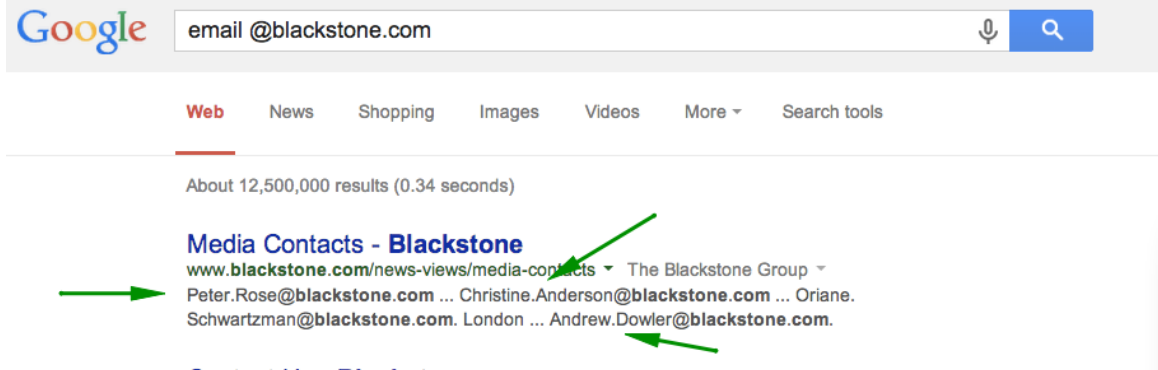 Google email @blackstone.com
Web News Shopping Images Videos More Search tools
About 12,500,000 results (0.34 seconds)
Media Contacts - Blackstone
www.blackstone.com/news-views/media-contacts The Blackstone Group
Peter.Rose@blackstone.com ... Christine.Anderson@blackstone.com ... Oriane.
Schwartzman@blackstone.com. London ... Andrew.Dowler@blackstone.com.